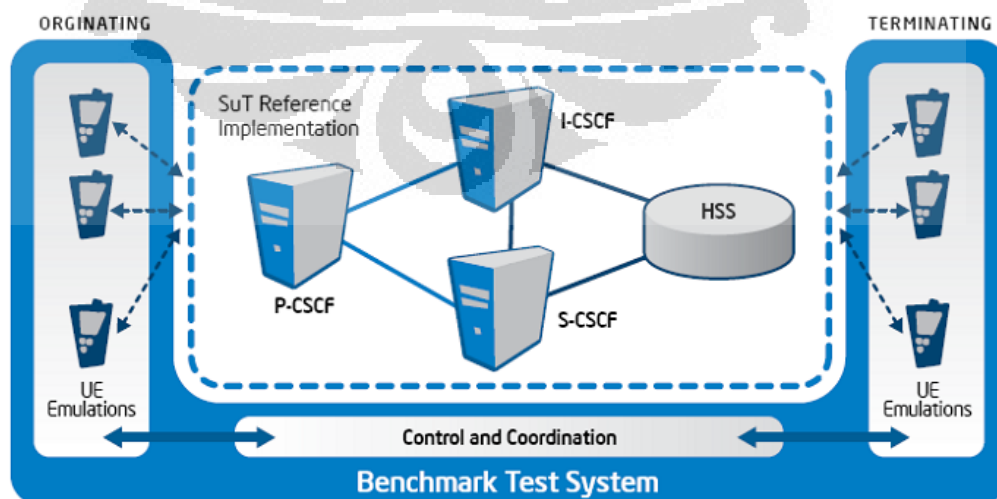 ORGINATING
TERMINATING
SuT Reference
Implementation
I-CSCF
HSS
P-CSCF
S-CSCF
UE
Emulations
UE
Emulations
Control and Coordination
Benchmark Test System